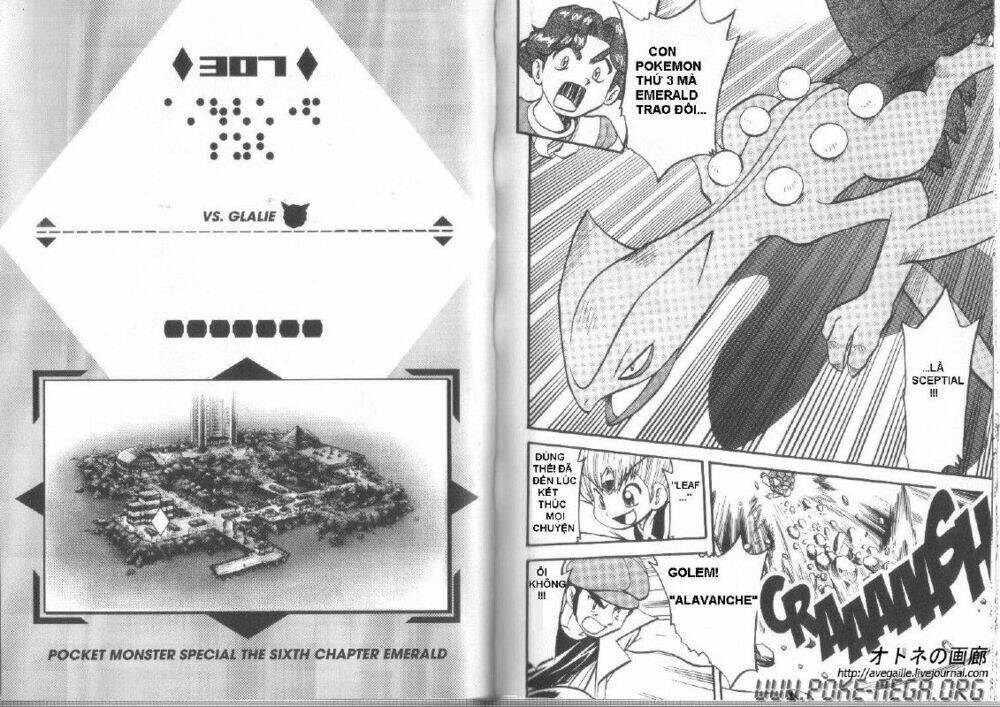 307
VS. GLALIE
POCKET MONSTER SPECIAL THE SIXTH CHAPTER EMERALD
CON
POKEMON
THỨ 3 MÀ
EMERALD
TRAO ĐỔI...
...LÀ
SCEPTIAL
!!!
ĐÚNG
THẾ! ĐÃ
ĐẾN LÚC
KẾT
THÚC
MỌI
CHUYỆN
"LEAF
..."
ÔI
KHÔNG
!!!
GOLEM!
"ALAVANCHE"
CRAAAAASH
オトネの画廊
http://avegaille.livejournal.com
WWW.POKE-MEGA.ORG